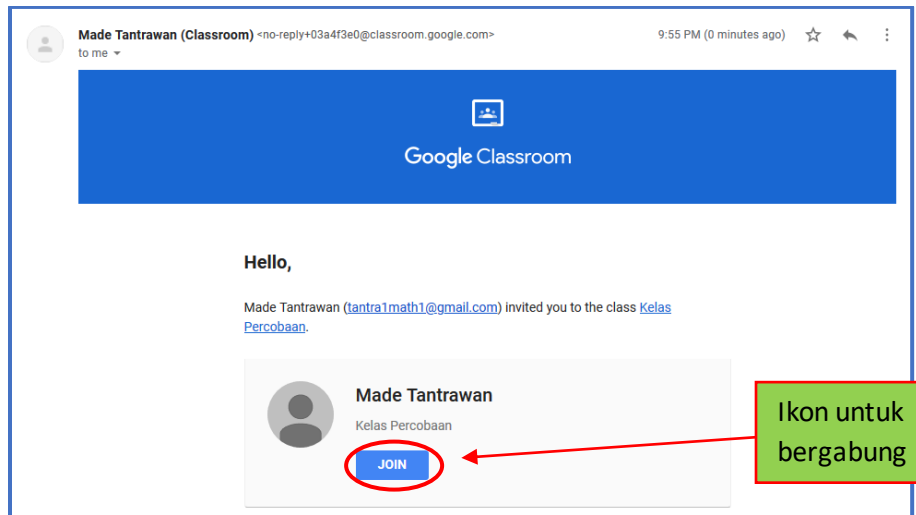 Made Tantrawan (Classroom) <no-reply+03a4f3e0@classroom.google.com>
9:55 PM (0 minutes ago)
to me
Google Classroom
Hello,
Made Tantrawan (tantra1math1@gmail.com) invited you to the class Kelas
Percobaan.
Made Tantrawan
Kelas Percobaan
JOIN
Ikon untuk
bergabung